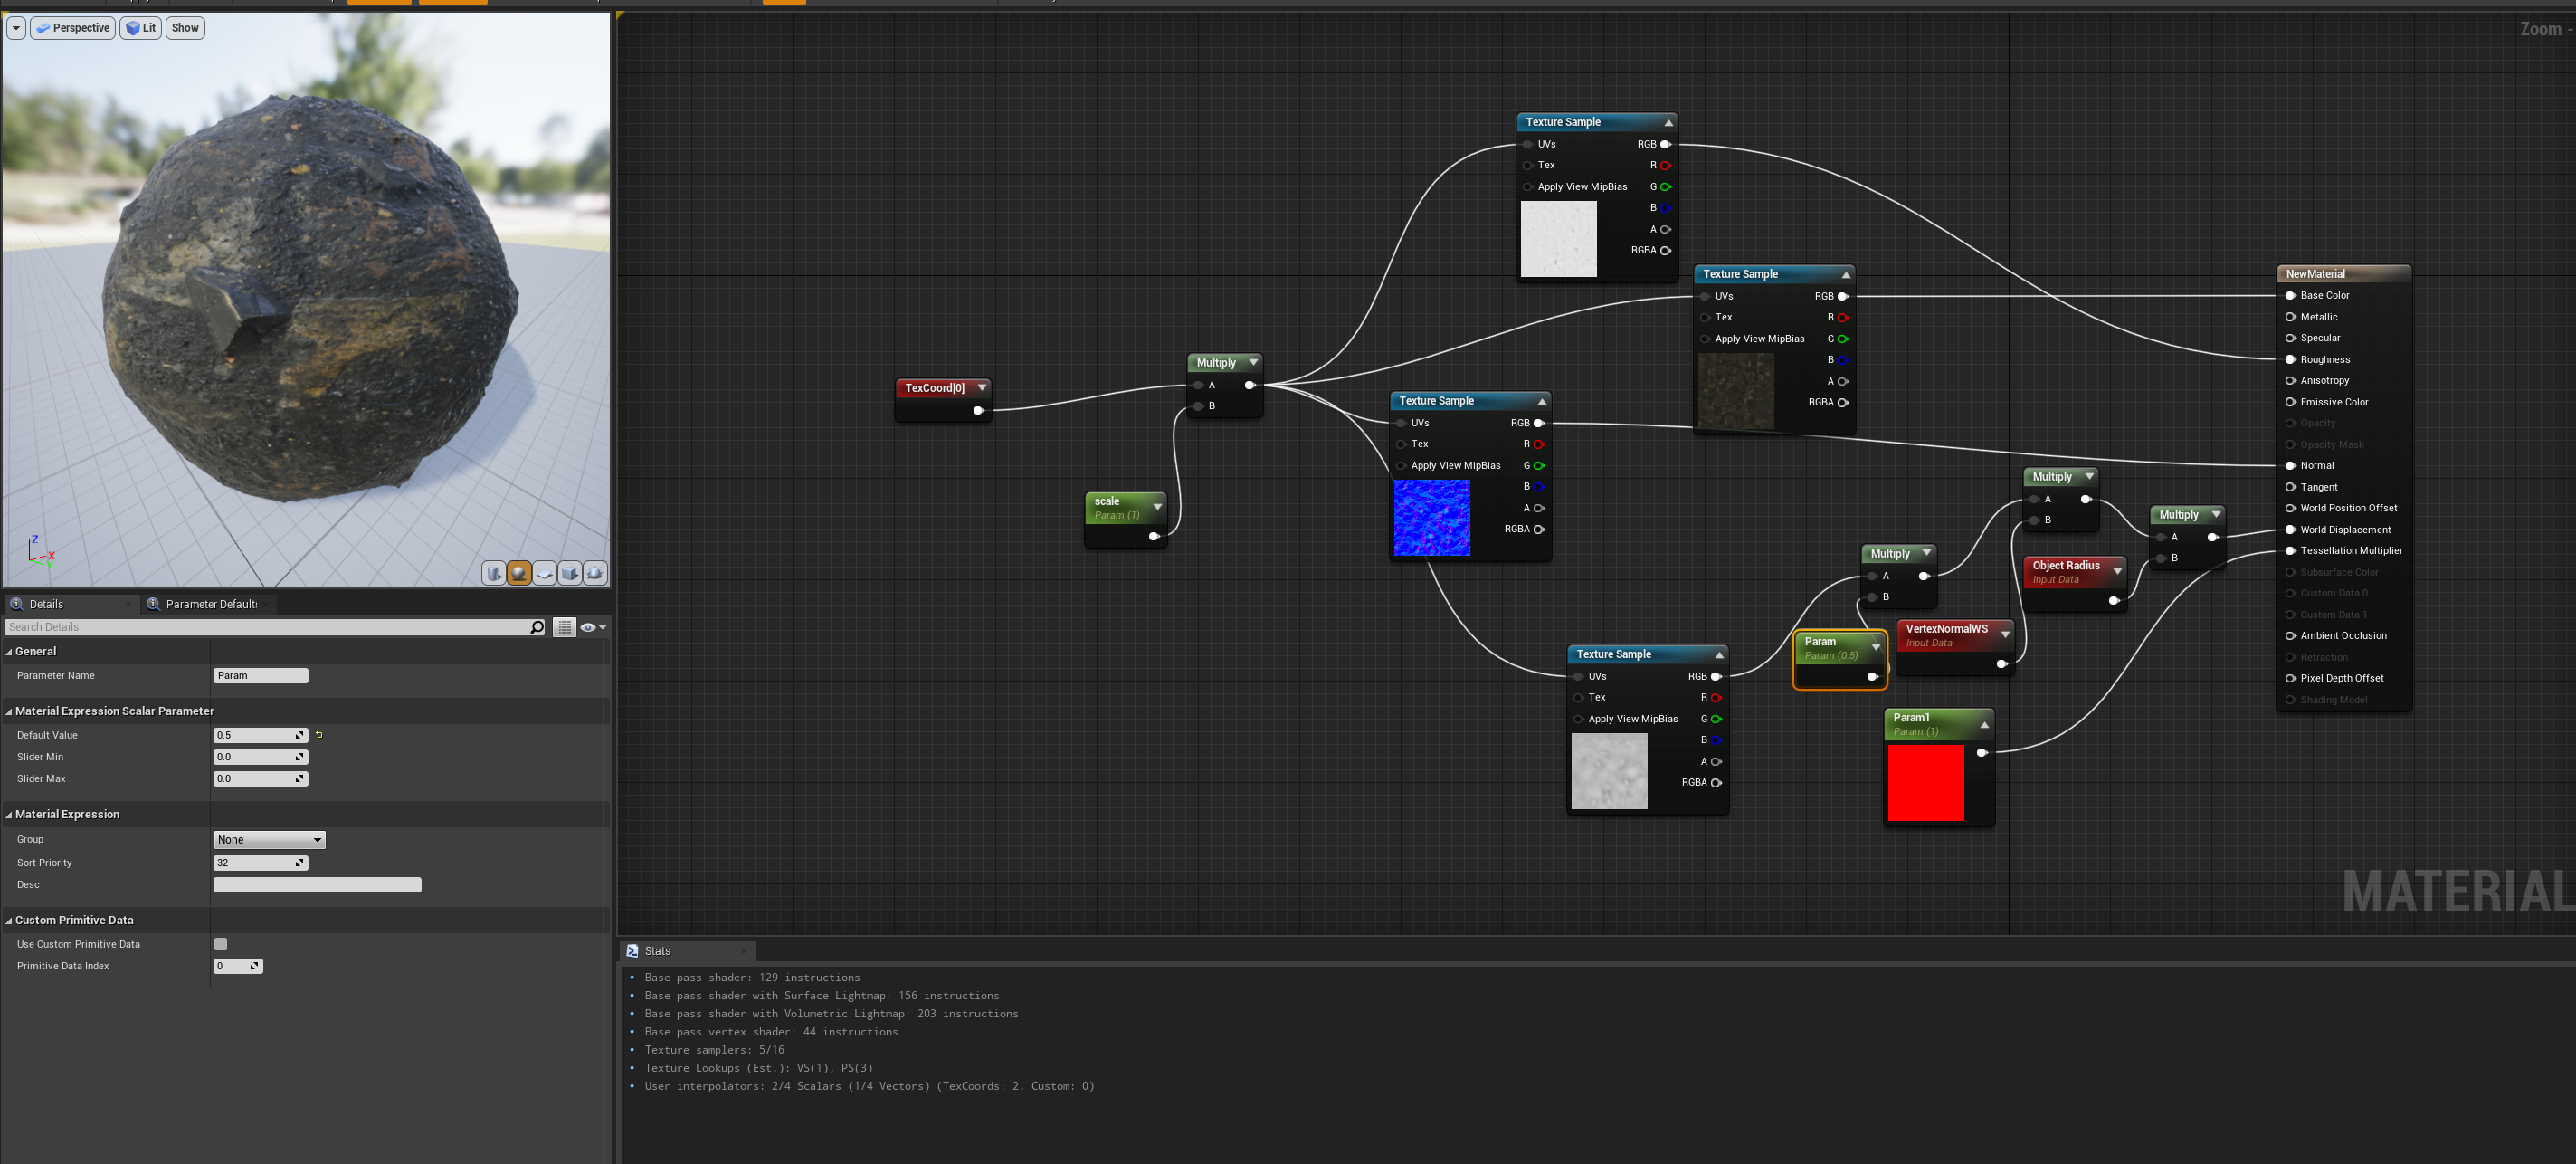 Perspective
Lit
Show
Z
X
Y
Details
Parameter Defaults
Search Details
General
Parameter Name
Param
Material Expression Scalar Parameter
Default Value
0.5
Slider Min
0.0
Slider Max
0.0
Material Expression
Group
None
Sort Priority
32
Desc
Custom Primitive Data
Use Custom Primitive Data
Primitive Data Index
0
Zoom -
Texture Sample
UVs RGB
Tex R
Apply View MipBias G
B
A
RGBA
Texture Sample
UVs RGB
Tex R
Apply View MipBias G
B
A
RGBA
NewMaterial
Base Color
Metallic
Specular
Roughness
Anisotropy
Emissive Color
Opacity
Opacity Mask
Normal
Tangent
World Position Offset
World Displacement
Tessellation Multiplier
Subsurface Color
Custom Data 0
Custom Data 1
Ambient Occlusion
Refraction
Pixel Depth Offset
Shading Model
TexCoord[0]
Multiply
A
B
scale
Param (1)
Texture Sample
UVs RGB
Tex R
Apply View MipBias G
B
A
RGBA
Multiply
A
B
Multiply
A
B
Multiply
A
B
Object Radius
Input Data
Param
Param (0.5)
VertexNormalWS
Input Data
Texture Sample
UVs RGB
Tex R
Apply View MipBias G
B
A
RGBA
Param1
Param (1)
MATERIAL
Stats
Base pass shader: 129 instructions
Base pass shader with Surface Lightmap: 156 instructions
Base pass shader with Volumetric Lightmap: 203 instructions
Base pass vertex shader: 44 instructions
Texture samplers: 5/16
Texture Lookups (Est.): VS(1), PS(3)
User interpolators: 2/4 Scalars (1/4 Vectors) (TexCoords: 2, Custom: 0)